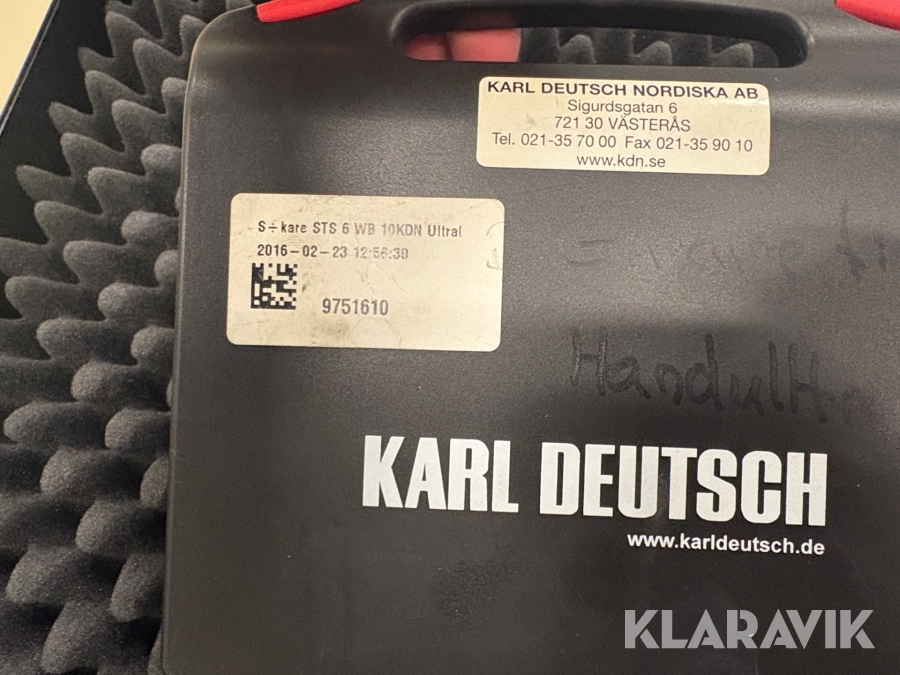 KARL DEUTSCH NORDISKA AB
Sigurdsgatan 6
721 30 VÄSTERÅS
Tel. 021-35 70 00 Fax 021-35 90 10
www.kdn.se
S÷kare STS 6 WB 10KDN Ultral
2016-02-23 12:56:30
9751610
KARL DEUTSCH
www.karldeutsch.de
KLARAVIK